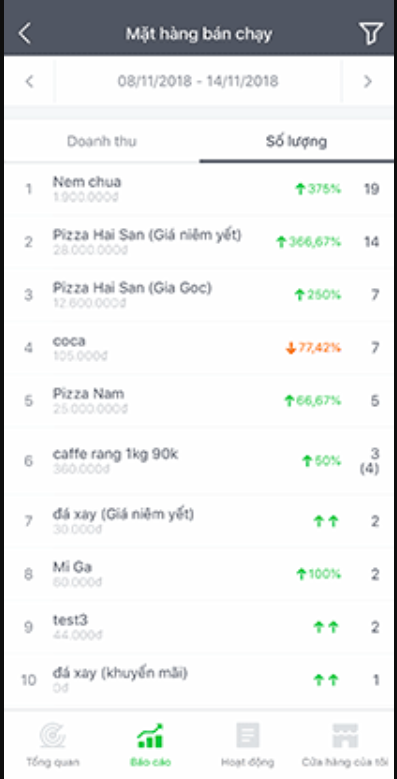 Mặt hàng bán chạy
08/11/2018 - 14/11/2018
Doanh thu Số lượng
1 Nem chua 375% 19
1.900.000đ
2 Pizza Hai San (Giá niêm yết) 366,67% 14
28.000.000đ
3 Pizza Hai San (Gia Goc) 250% 7
12.600.000đ
4 coca 77,42% 7
105.000đ
5 Pizza Nam 66,67% 5
25.000.000đ
6 caffe rang 1kg 90k 50% 3
360.000đ (4)
7 đá xay (Giá niêm yết) 2
30.000đ
8 Mi Ga 100% 2
60.000đ
9 test3 2
44.000đ
10 đá xay (khuyến mãi) 1
0đ
Tổng quan Báo cáo Hoạt động Cửa hàng của tôi